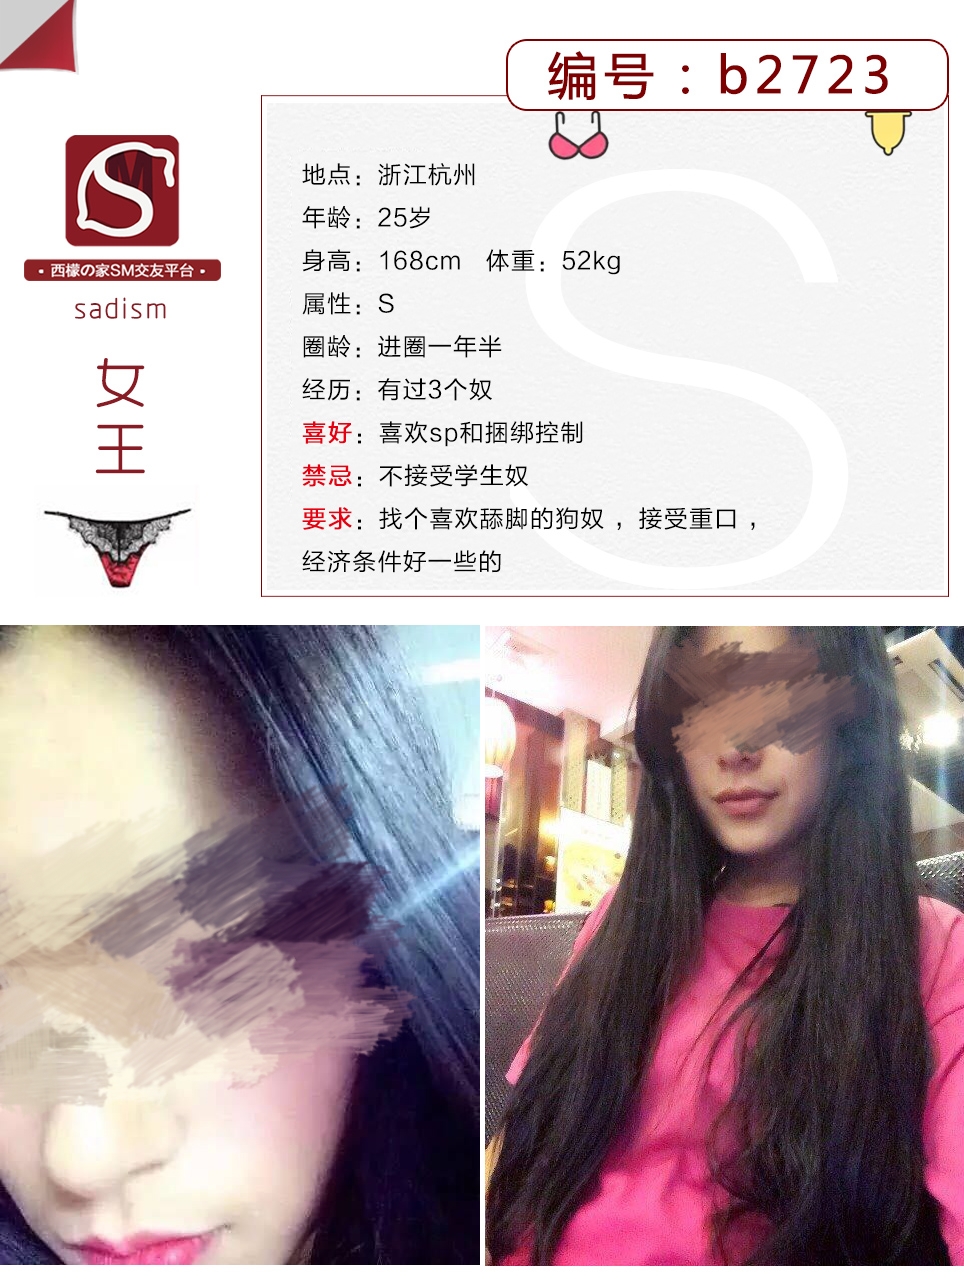 编号：b2723
SM
• 西檬の家SM交友平台 •
sadism
女王
地点：浙江杭州
年龄：25岁
身高：168cm 体重：52kg
属性：S
圈龄：进圈一年半
经历：有过3个奴
喜好：喜欢sp和捆绑控制
禁忌：不接受学生奴
要求：找个喜欢舔脚的狗奴，接受重口，
经济条件好一些的
S